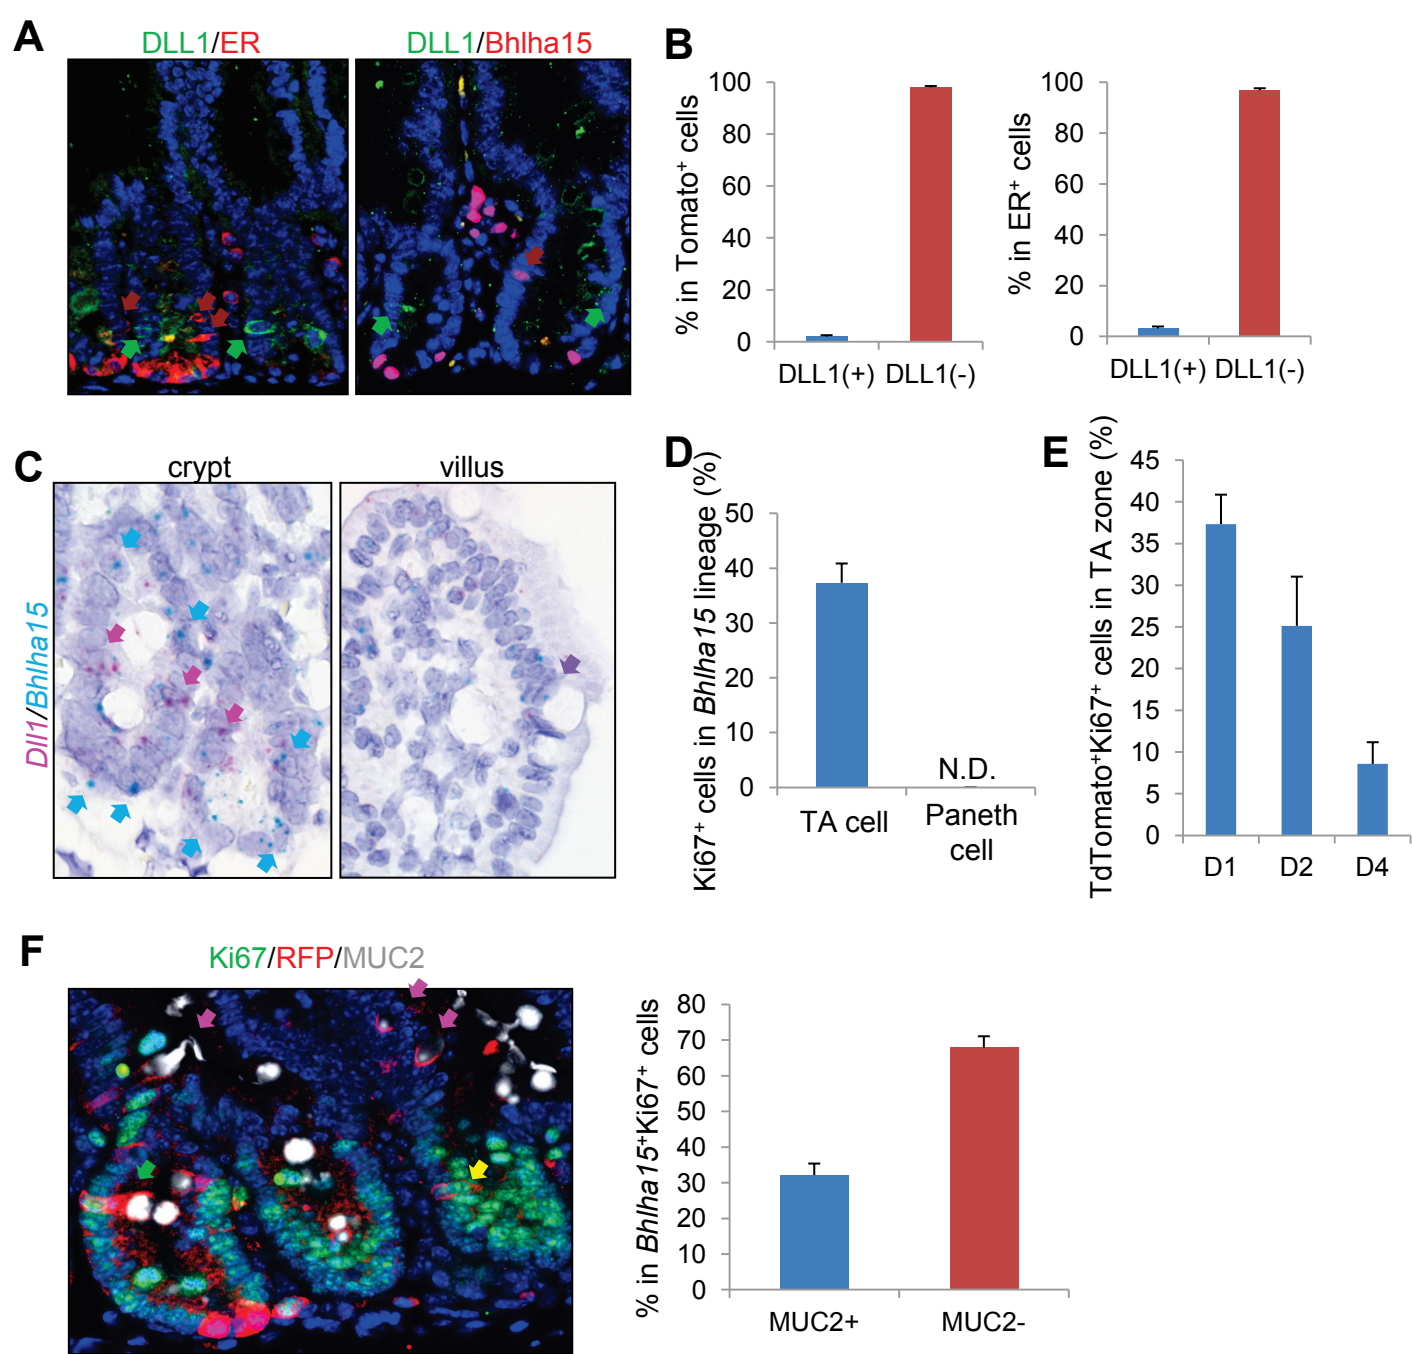 A
DLL1/ER
DLL1/Bhlha15
B
% in Tomato+ cells
100
80
60
40
20
0
DLL1(+) DLL1(-)
% in ER+ cells
100
80
60
40
20
0
DLL1(+) DLL1(-)
C
crypt
villus
Dll1/Bhlha15
D
Ki67+ cells in Bhlha15 lineage (%)
50
40
30
20
10
0
N.D.
TA cell
Paneth
cell
E
TdTomato+Ki67+ cells in TA zone (%)
45
40
35
30
25
20
15
10
5
0
D1
D2
D4
F
Ki67/RFP/MUC2
% in Bhlha15+Ki67+ cells
80
70
60
50
40
30
20
10
0
MUC2+
MUC2-